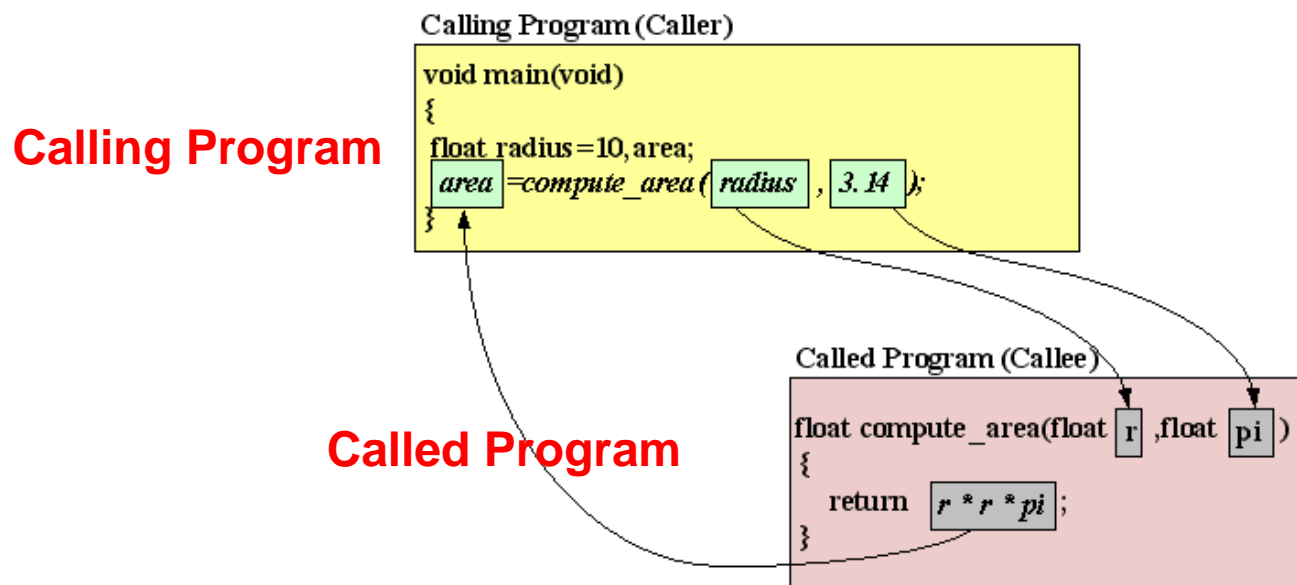 Calling Program (Caller)
void main(void)
{
Calling Program
float radius=10,area;
area =compute_area( radius , 3.14 );
}
Called Program (Callee)
float compute_area(float r ,float pi )
Called Program
{
return r * r * pi ;
}